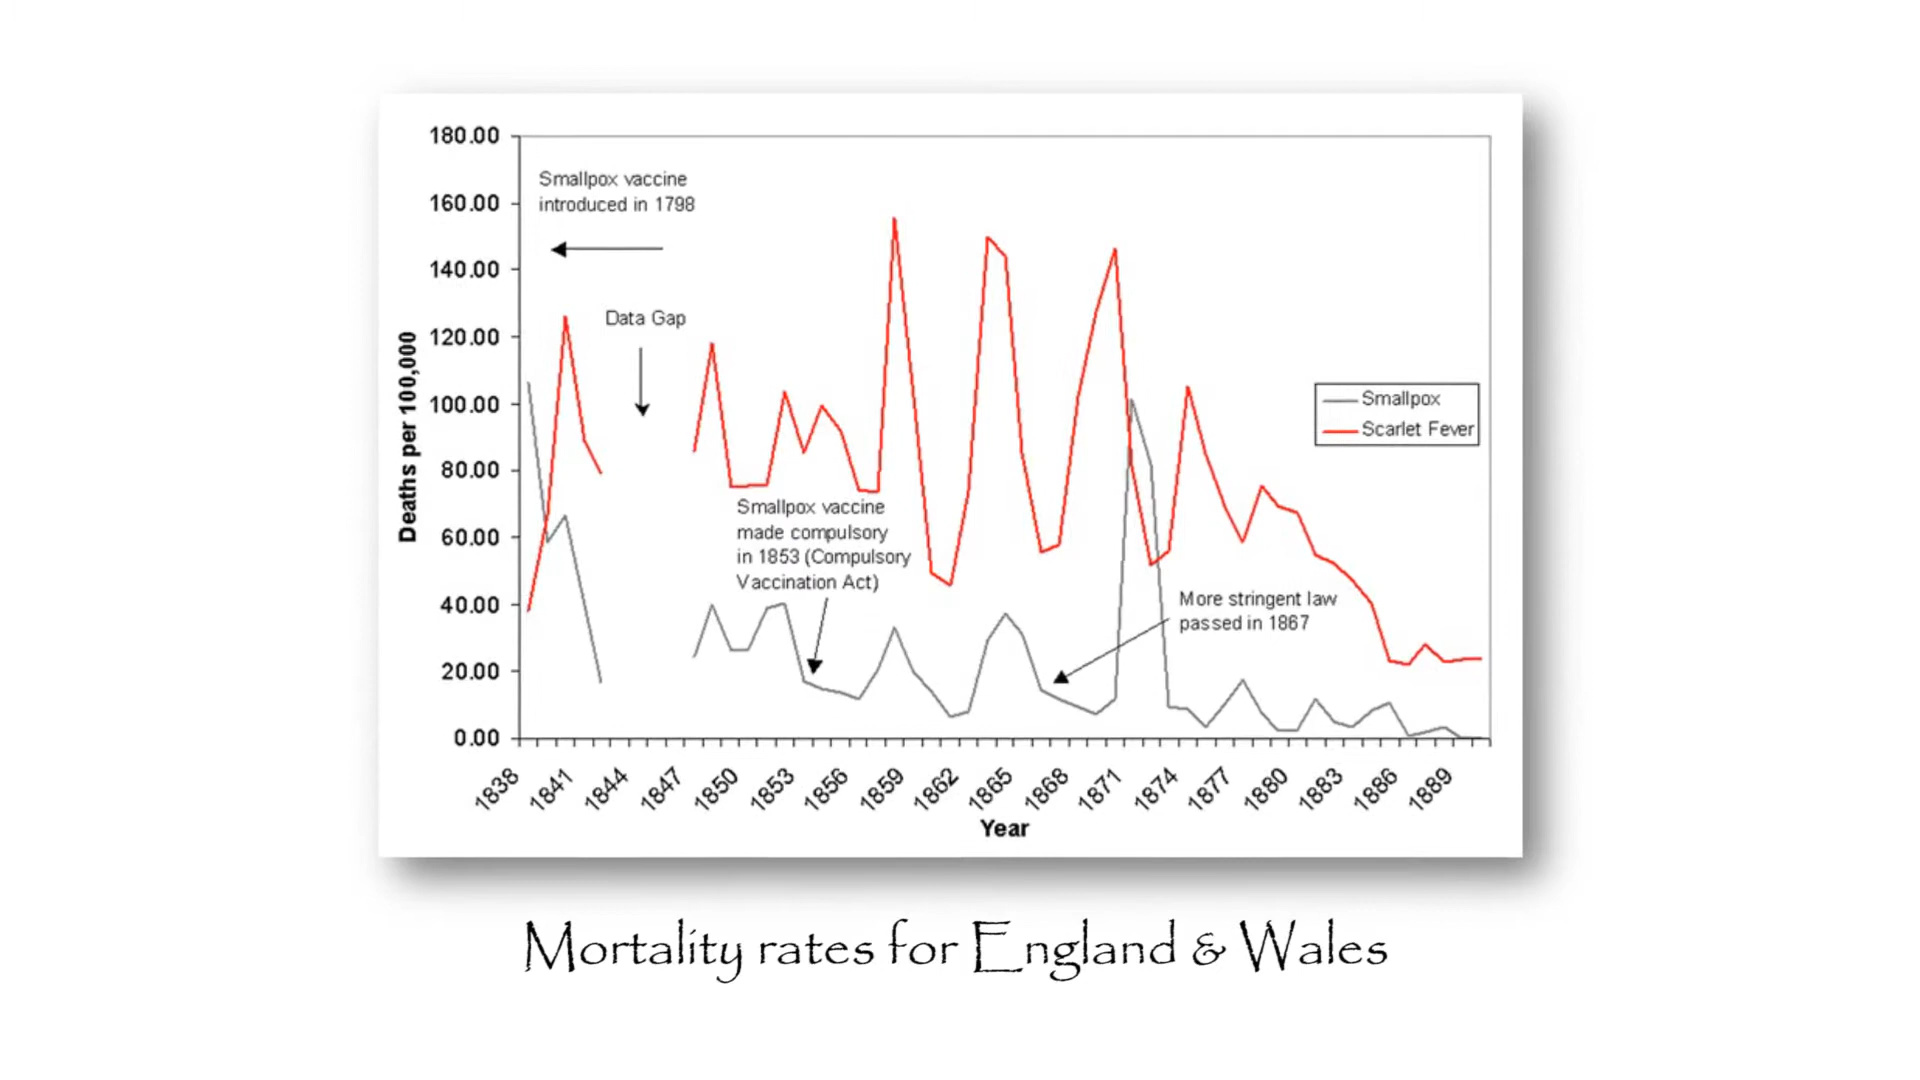 180.00
160.00
140.00
120.00
100.00
80.00
60.00
40.00
20.00
0.00
Deaths per 100,000
Smallpox vaccine
introduced in 1798
Data Gap
Smallpox vaccine
made compulsory
in 1853 (Compulsory
Vaccination Act)
More stringent law
passed in 1867
Smallpox
Scarlet Fever
1838
1841
1844
1847
1850
1853
1856
1859
1862
1865
1868
1871
1874
1877
1880
1883
1886
1889
Year
Mortality rates for England & Wales